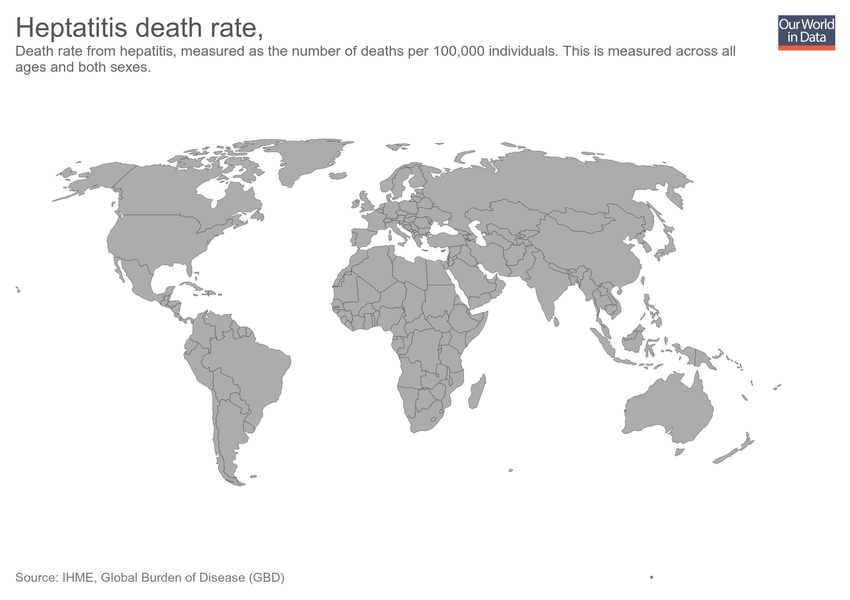 Heptatitis death rate,
Our World
in Data
Death rate from hepatitis, measured as the number of deaths per 100,000 individuals. This is measured across all
ages and both sexes.
Source: IHME, Global Burden of Disease (GBD)